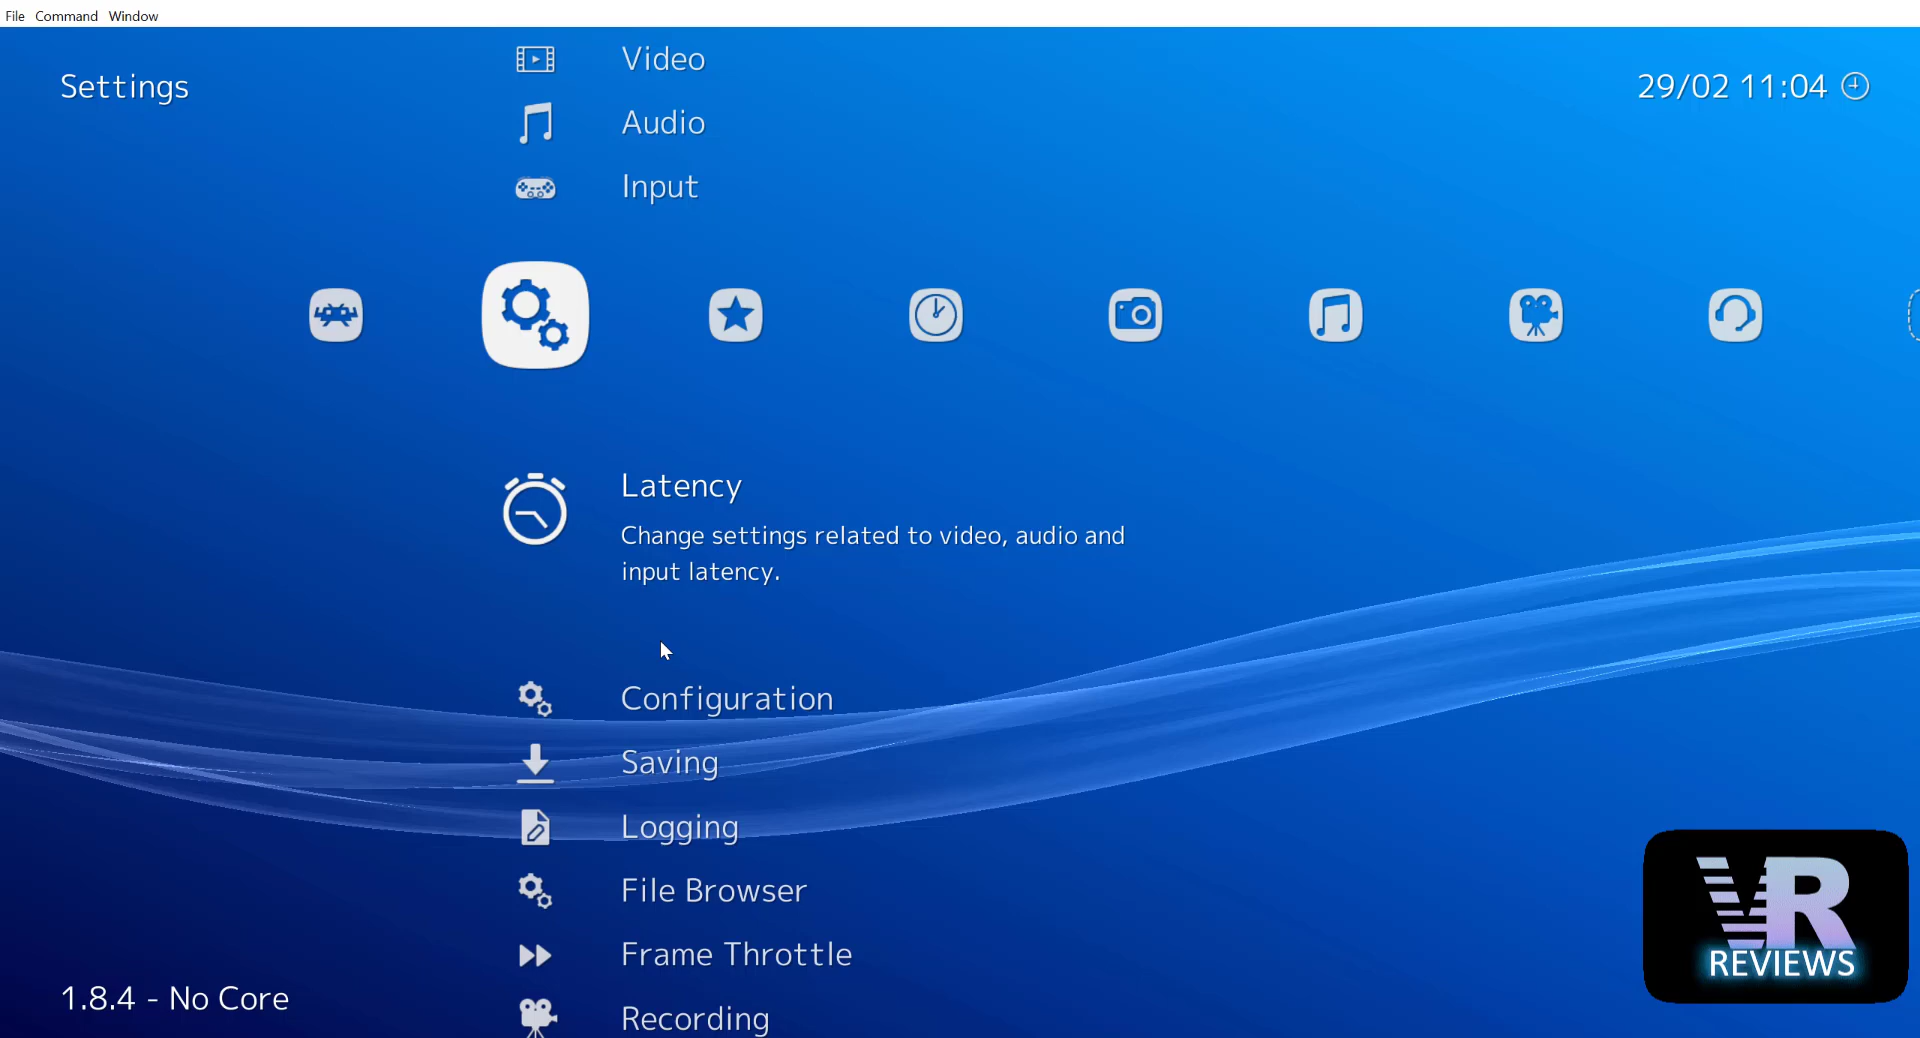 File Command Window
Settings
29/02 11:04
Video
Audio
Input
Latency
Change settings related to video, audio and
input latency.
Configuration
Saving
Logging
File Browser
Frame Throttle
Recording
1.8.4 - No Core
VR
REVIEWS